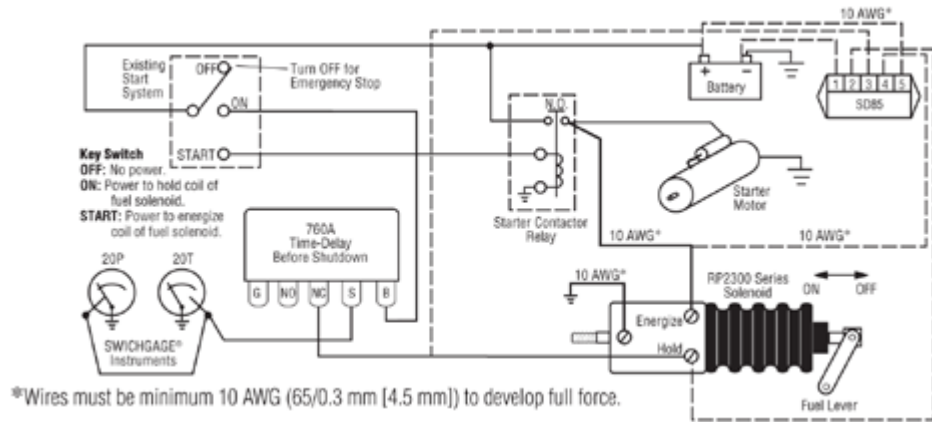 10 AWG*
Existing
Start
System
OFF
Turn OFF for
Emergency Stop
ON
START
Key Switch
OFF: No power.
ON: Power to hold coil of
fuel solenoid.
START: Power to energize
coil of fuel solenoid.
+ −
Battery
1 2 3 4 5
SD85
N.O.
Starter Contactor
Relay
Starter
Motor
760A
Time-Delay
Before Shutdown
G NO NC S B
20P
20T
SWICHGAGE®
Instruments
10 AWG*
10 AWG*
10 AWG*
RP2300 Series
Solenoid
ON OFF
Energize
Hold
Fuel Lever
*Wires must be minimum 10 AWG (65/0.3 mm [4.5 mm]) to develop full force.